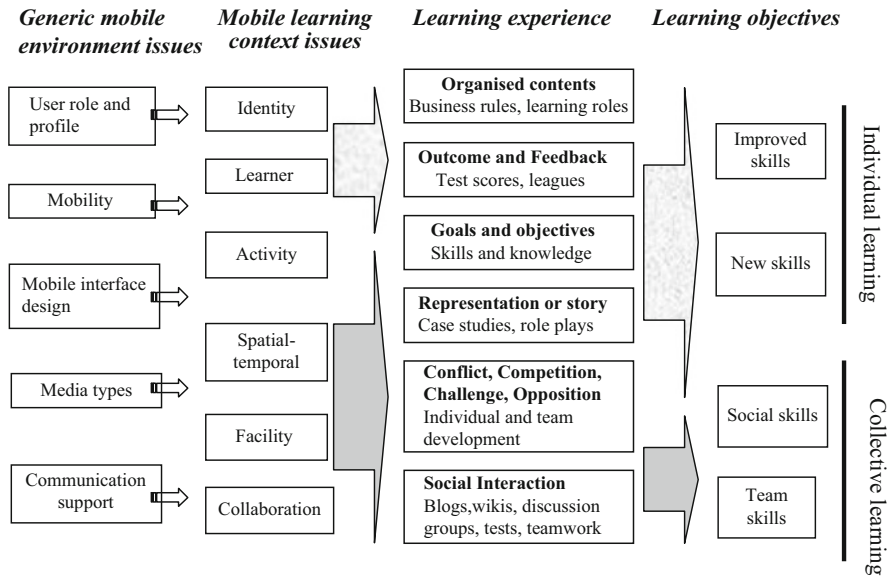 Generic mobile
environment issues
Mobile learning
context issues
Learning experience
Learning objectives
User role and
profile
Mobility
Mobile interface
design
Media types
Communication
support
Identity
Learner
Activity
Spatial-
temporal
Facility
Collaboration
Organised contents
Business rules, learning roles
Outcome and Feedback
Test scores, leagues
Goals and objectives
Skills and knowledge
Representation or story
Case studies, role plays
Conflict, Competition,
Challenge, Opposition
Individual and team
development
Social Interaction
Blogs,wikis, discussion
groups, tests, teamwork
Improved
skills
New skills
Social skills
Team
skills
Individual learning
Collective learning